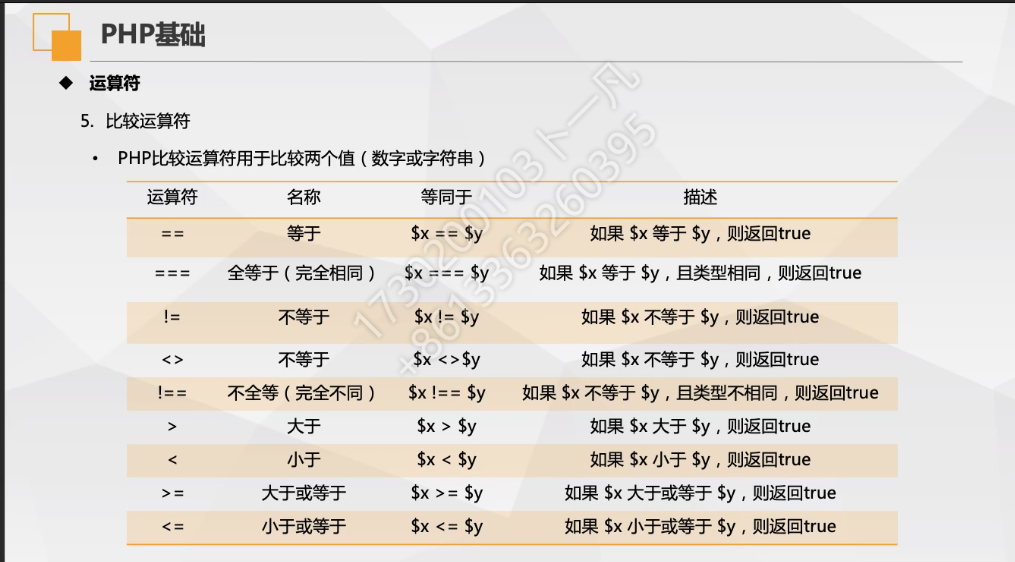 PHP基础
◆ 运算符
5. 比较运算符
• PHP比较运算符用于比较两个值（数字或字符串）
运算符 名称 等同于 描述
== 等于 $x == $y 如果 $x 等于 $y，则返回true
=== 全等于（完全相同） $x === $y 如果 $x 等于 $y，且类型相同，则返回true
!= 不等于 $x != $y 如果 $x 不等于 $y，则返回true
<> 不等于 $x <>$y 如果 $x 不等于 $y，则返回true
!== 不全等（完全不同） $x !== $y 如果 $x 不等于 $y，且类型不相同，则返回true
> 大于 $x > $y 如果 $x 大于 $y，则返回true
< 小于 $x < $y 如果 $x 小于 $y，则返回true
>= 大于或等于 $x >= $y 如果 $x 大于或等于 $y，则返回true
<= 小于或等于 $x <= $y 如果 $x 小于或等于 $y，则返回true
1730200103 卜一凡
+8613363260395